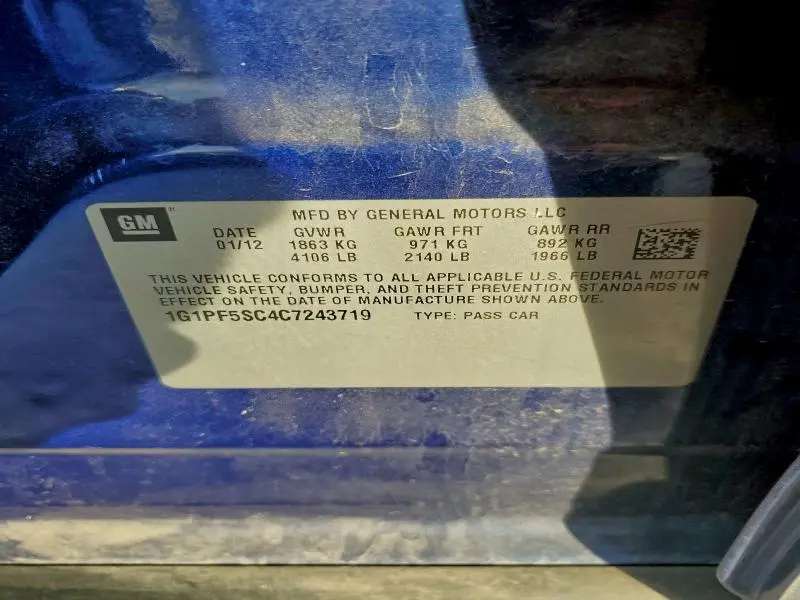 GM
MFD BY GENERAL MOTORS LLC
DATE GVWR GAWR FRT GAWR RR
01/12 1863 KG 971 KG 892 KG
4106 LB 2140 LB 1966 LB
THIS VEHICLE CONFORMS TO ALL APPLICABLE U.S. FEDERAL MOTOR
VEHICLE SAFETY, BUMPER, AND THEFT PREVENTION STANDARDS IN
EFFECT ON THE DATE OF MANUFACTURE SHOWN ABOVE.
1G1PF5SC4C7243719 TYPE: PASS CAR